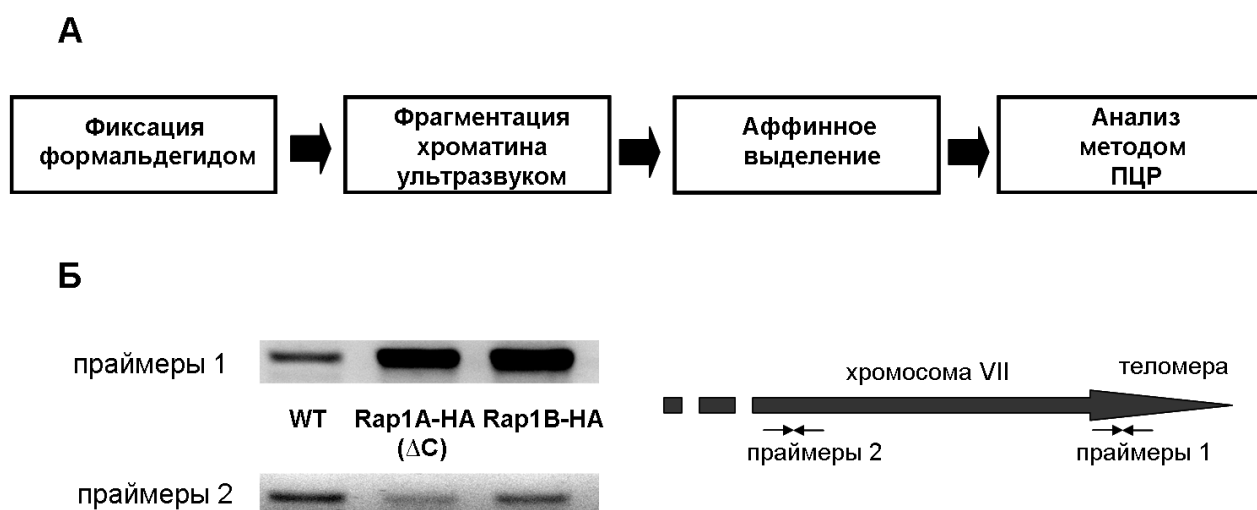 А
Фиксация
формальдегидом
Фрагментация
хроматина
ультразвуком
Аффинное
выделение
Анализ
методом
ПЦР
Б
праймеры 1
WT Rap1A-HA Rap1B-HA
(ΔC)
праймеры 2
хромосома VII
теломера
праймеры 2
праймеры 1